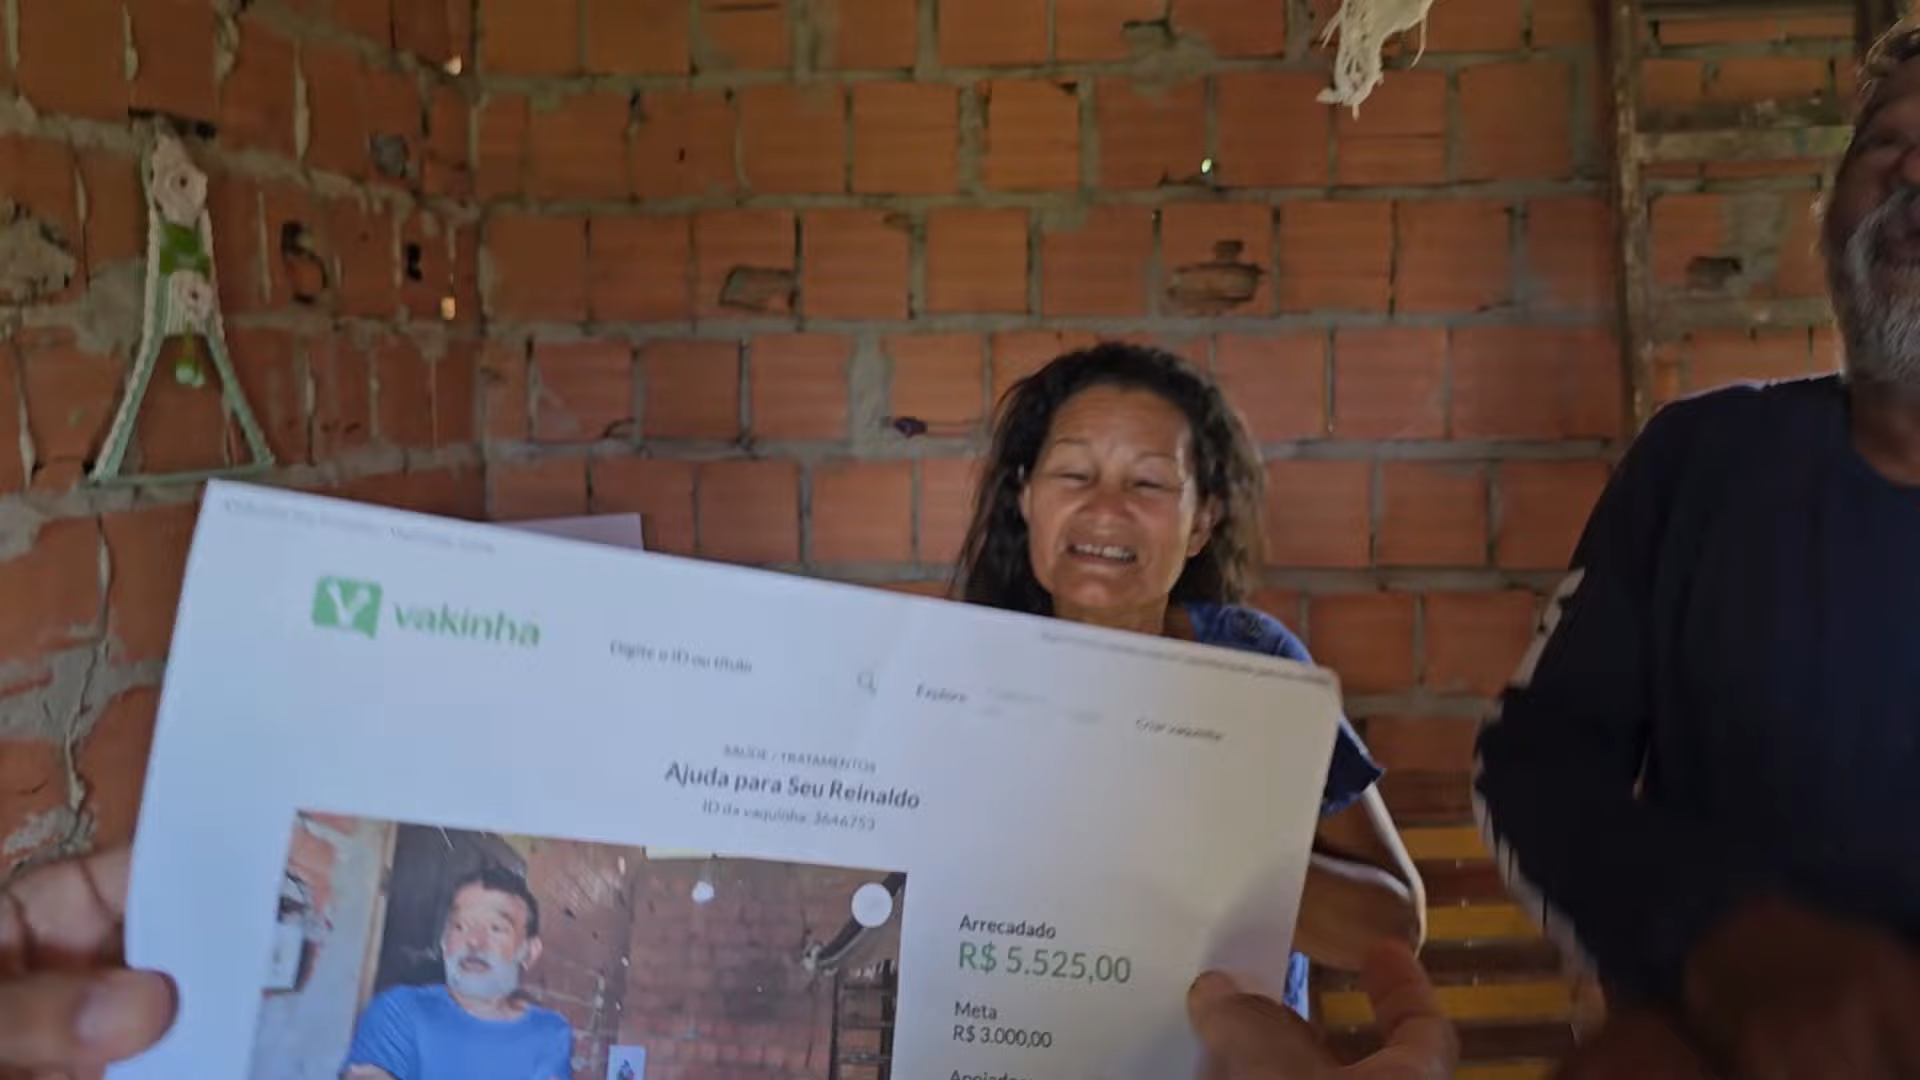 vakinha
Digite o ID ou título
Explore
Criar vaquinha
SAÚDE / TRATAMENTOS
Ajuda para Seu Reinaldo
ID da vaquinha: 3646753
Arrecadado
R$ 5.525,00
Meta
R$ 3.000,00